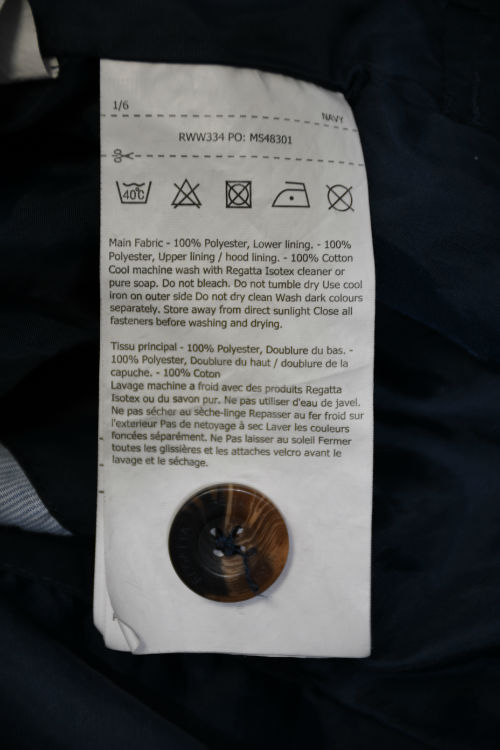 1/6
NAVY
RWW334 PO: MS48301
40C
Main Fabric - 100% Polyester, Lower lining. - 100%
Polyester, Upper lining / hood lining. - 100% Cotton
Cool machine wash with Regatta Isotex cleaner or
pure soap. Do not bleach. Do not tumble dry Use cool
iron on outer side Do not dry clean Wash dark colours
separately. Store away from direct sunlight Close all
fasteners before washing and drying.
Tissu principal - 100% Polyester, Doublure du bas. -
100% Polyester, Doublure du haut / doublure de la
capuche. - 100% Coton
Lavage machine a froid avec des produits Regatta
Isotex ou du savon pur. Ne pas utiliser d'eau de javel.
Ne pas sécher au sèche-linge Repasser au fer froid sur
l'exterieur Pas de netoyage à sec Laver les couleurs
foncées séparément. Ne Pas laisser au soleil Fermer
toutes les glissières et les attaches velcro avant le
lavage et le séchage.